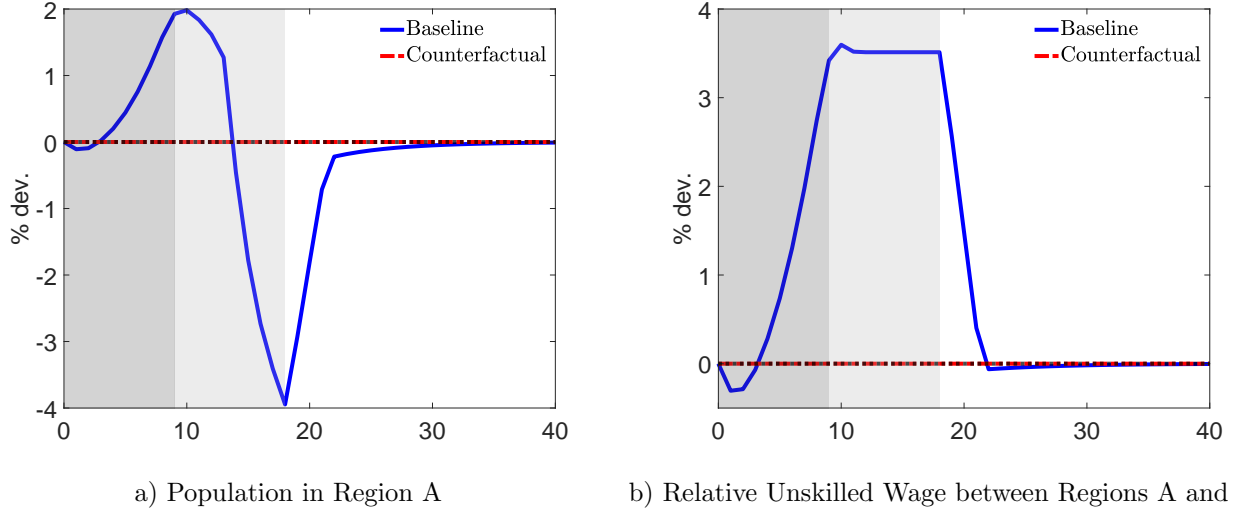 2
1
0
-1
-2
-3
-4
% dev.
0 10 20 30 40
Baseline
Counterfactual
a) Population in Region A
4
3
2
1
0
% dev.
0 10 20 30 40
Baseline
Counterfactual
b) Relative Unskilled Wage between Regions A and